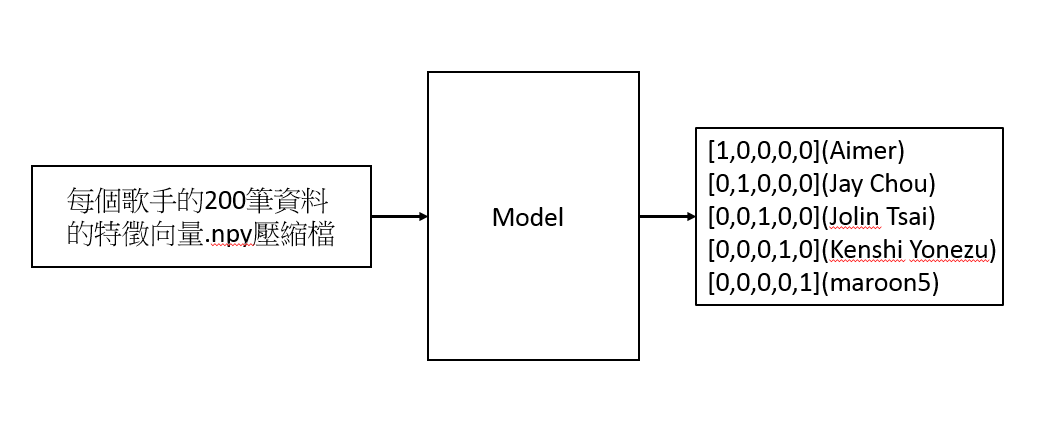 每個歌手的200筆資料
的特徵向量.npy壓縮檔
Model
[1,0,0,0,0](Aimer)
[0,1,0,0,0](Jay Chou)
[0,0,1,0,0](Jolin Tsai)
[0,0,0,1,0](Kenshi Yonezu)
[0,0,0,0,1](maroon5)